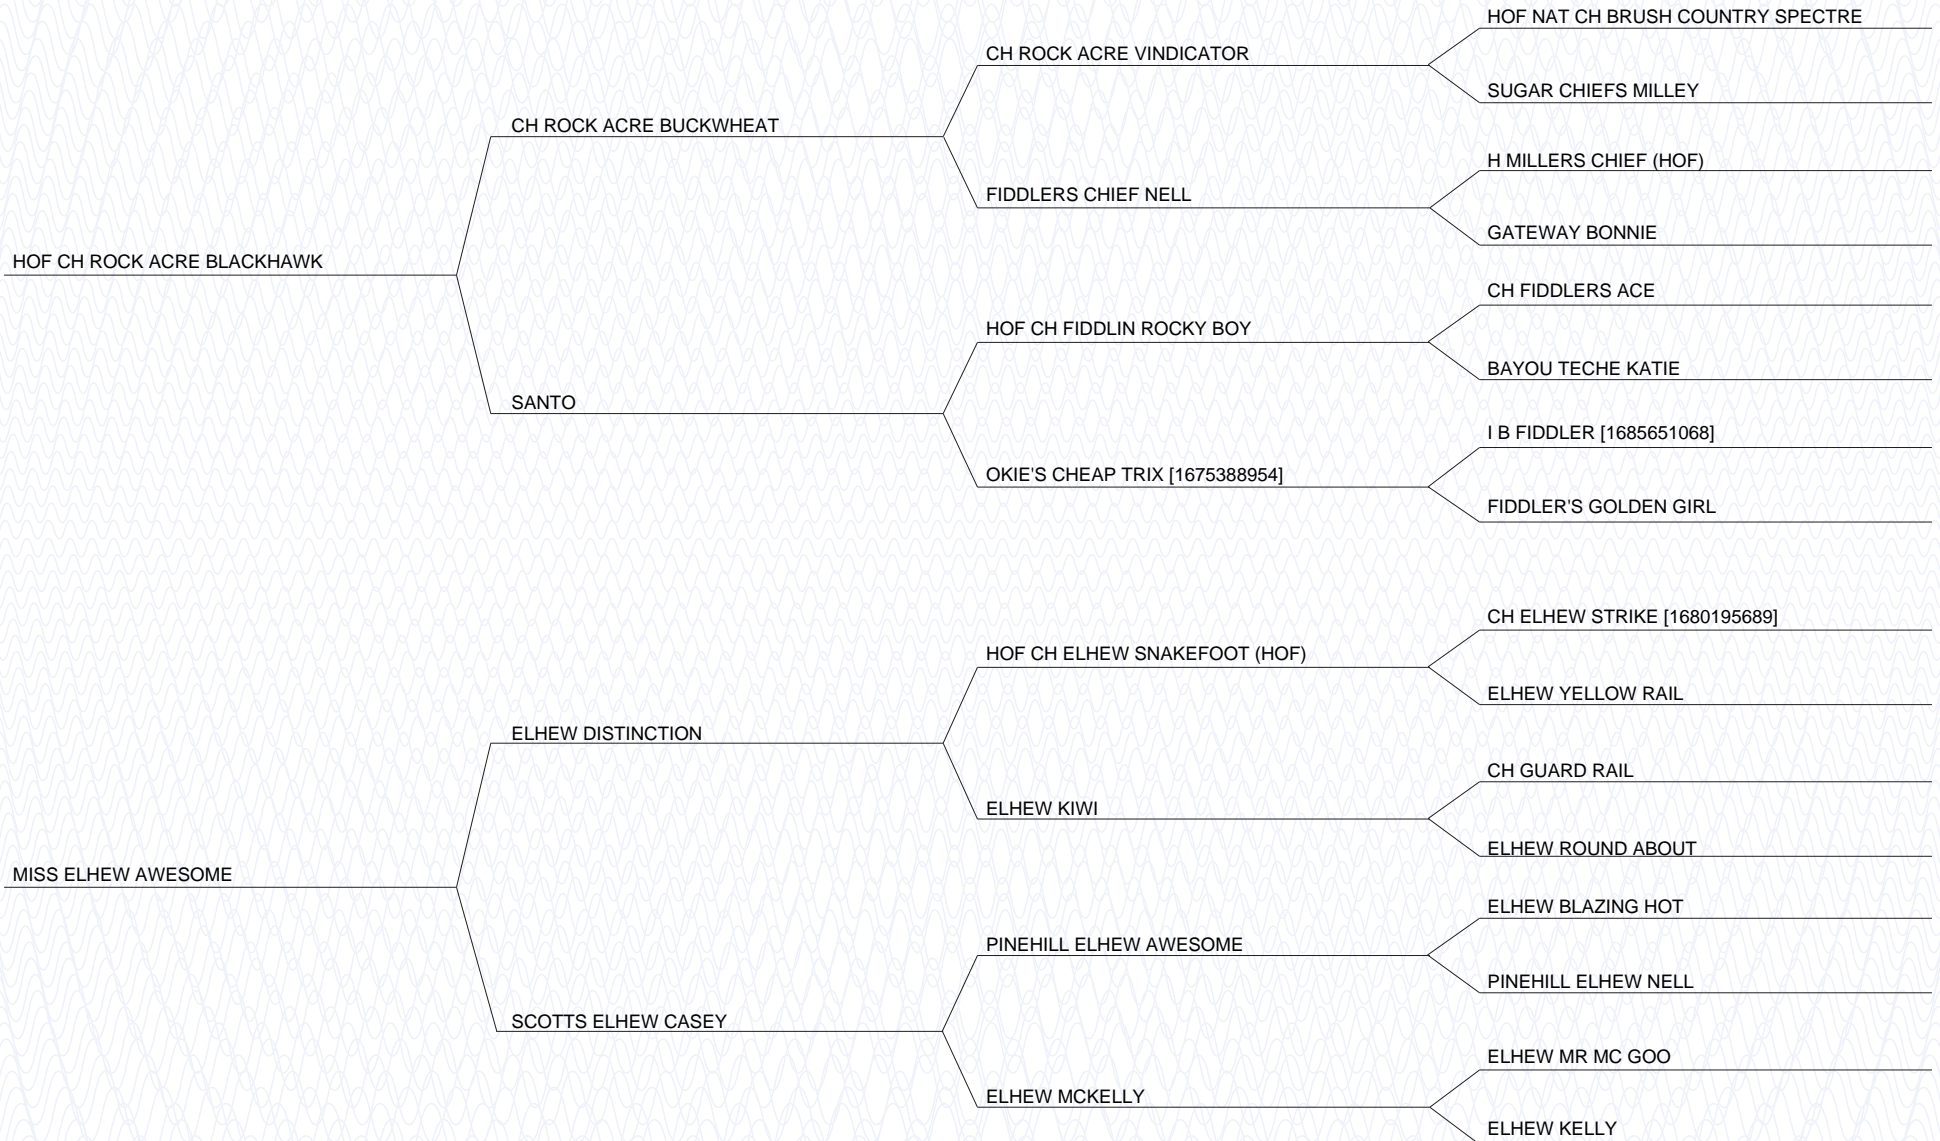 HOF NAT CH BRUSH COUNTRY SPECTRE
CH ROCK ACRE VINDICATOR
SUGAR CHIEFS MILLEY
CH ROCK ACRE BUCKWHEAT
H MILLERS CHIEF (HOF)
FIDDLERS CHIEF NELL
GATEWAY BONNIE
HOF CH ROCK ACRE BLACKHAWK
CH FIDDLERS ACE
HOF CH FIDDLIN ROCKY BOY
BAYOU TECHE KATIE
SANTO
I B FIDDLER [1685651068]
OKIE'S CHEAP TRIX [1675388954]
FIDDLER'S GOLDEN GIRL
CH ELHEW STRIKE [1680195689]
HOF CH ELHEW SNAKEFOOT (HOF)
ELHEW YELLOW RAIL
ELHEW DISTINCTION
CH GUARD RAIL
ELHEW KIWI
ELHEW ROUND ABOUT
MISS ELHEW AWESOME
ELHEW BLAZING HOT
PINEHILL ELHEW AWESOME
PINEHILL ELHEW NELL
SCOTTS ELHEW CASEY
ELHEW MR MC GOO
ELHEW MCKELLY
ELHEW KELLY